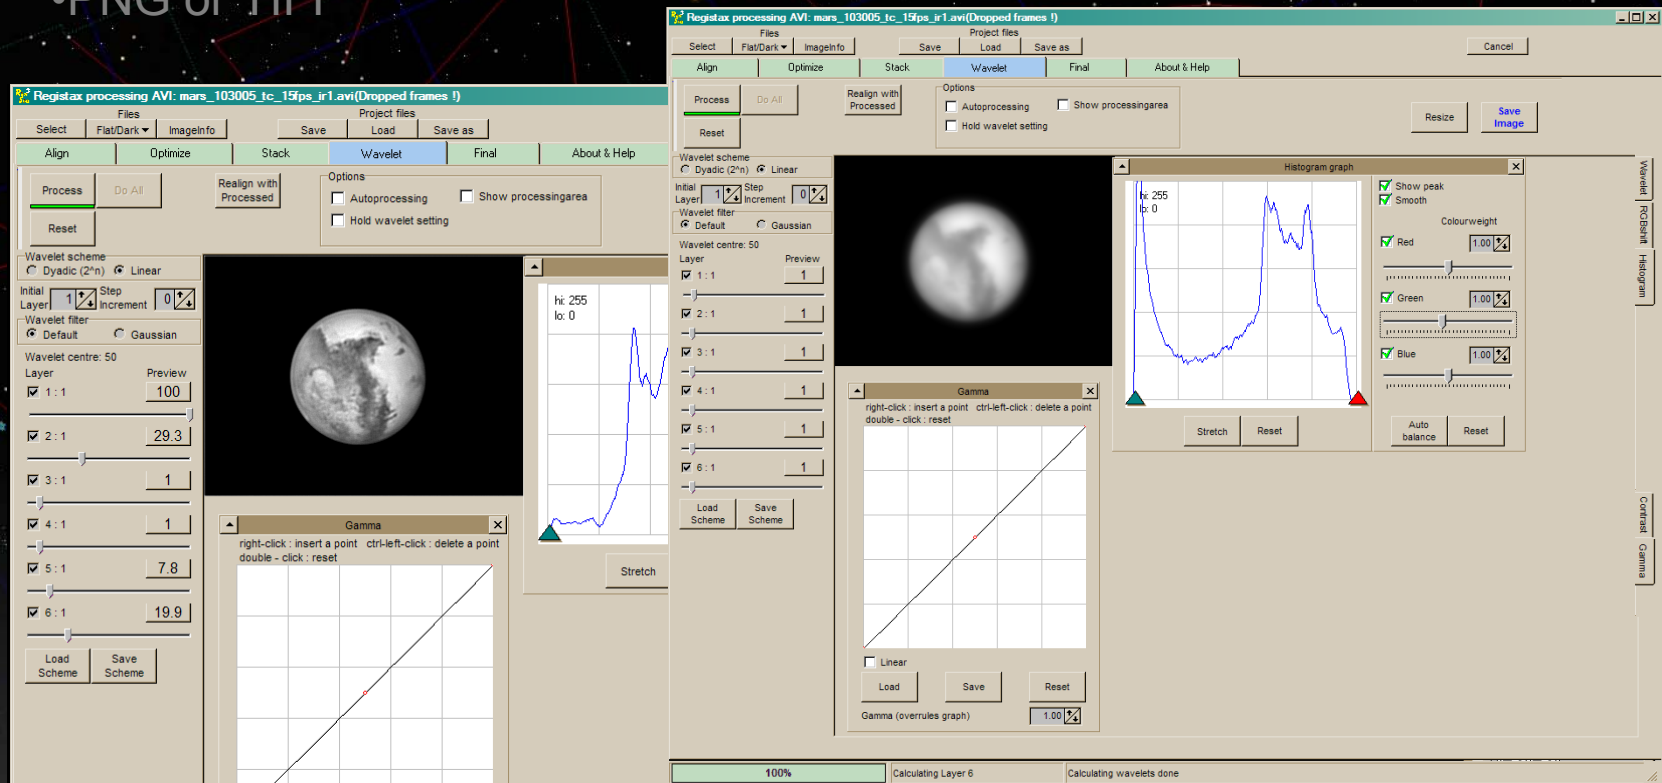 •PNG or TIFF
Registax processing AVI: mars_103005_tc_15fps_ir1.avi(Dropped frames !)
Files
Project files
Select
Flat/Dark
ImageInfo
Save
Load
Save as
Align
Optimize
Stack
Wavelet
Final
About & Help
Process
Do All
Reset
Realign with
Processed
Options
Autoprocessing
Show processingarea
Hold wavelet setting
Wavelet scheme
Dyadic (2^n)
Linear
Initial
Layer
1
Step
Increment
0
Wavelet filter
Default
Gaussian
Wavelet centre: 50
Layer
Preview
1 : 1
100
2 : 1
29.3
3 : 1
1
4 : 1
1
5 : 1
7.8
6 : 1
19.9
Load
Scheme
Save
Scheme
hi: 255
lo: 0
Stretch
Gamma
right-click : insert a point ctrl-left-click : delete a point
double - click : reset
Registax processing AVI: mars_103005_tc_15fps_ir1.avi(Dropped frames !)
Files
Project files
Select
Flat/Dark
ImageInfo
Save
Load
Save as
Cancel
Align
Optimize
Stack
Wavelet
Final
About & Help
Process
Do All
Reset
Realign with
Processed
Options
Autoprocessing
Show processingarea
Hold wavelet setting
Resize
Save
Image
Wavelet scheme
Dyadic (2^n)
Linear
Initial
Layer
1
Step
Increment
0
Wavelet filter
Default
Gaussian
Wavelet centre: 50
Layer
Preview
1 : 1
1
2 : 1
1
3 : 1
1
4 : 1
1
5 : 1
1
6 : 1
1
Load
Scheme
Save
Scheme
Histogram graph
hi: 255
lo: 0
Show peak
Smooth
Colourweight
Red
1.00
Green
1.00
Blue
1.00
Stretch
Reset
Auto
balance
Reset
Gamma
right-click : insert a point ctrl-left-click : delete a point
double - click : reset
Linear
Load
Save
Reset
Gamma (overrules graph)
1.00
Wavelet
RGBshift
Histogram
Contrast
Gamma
100%
Calculating Layer 6
Calculating wavelets done